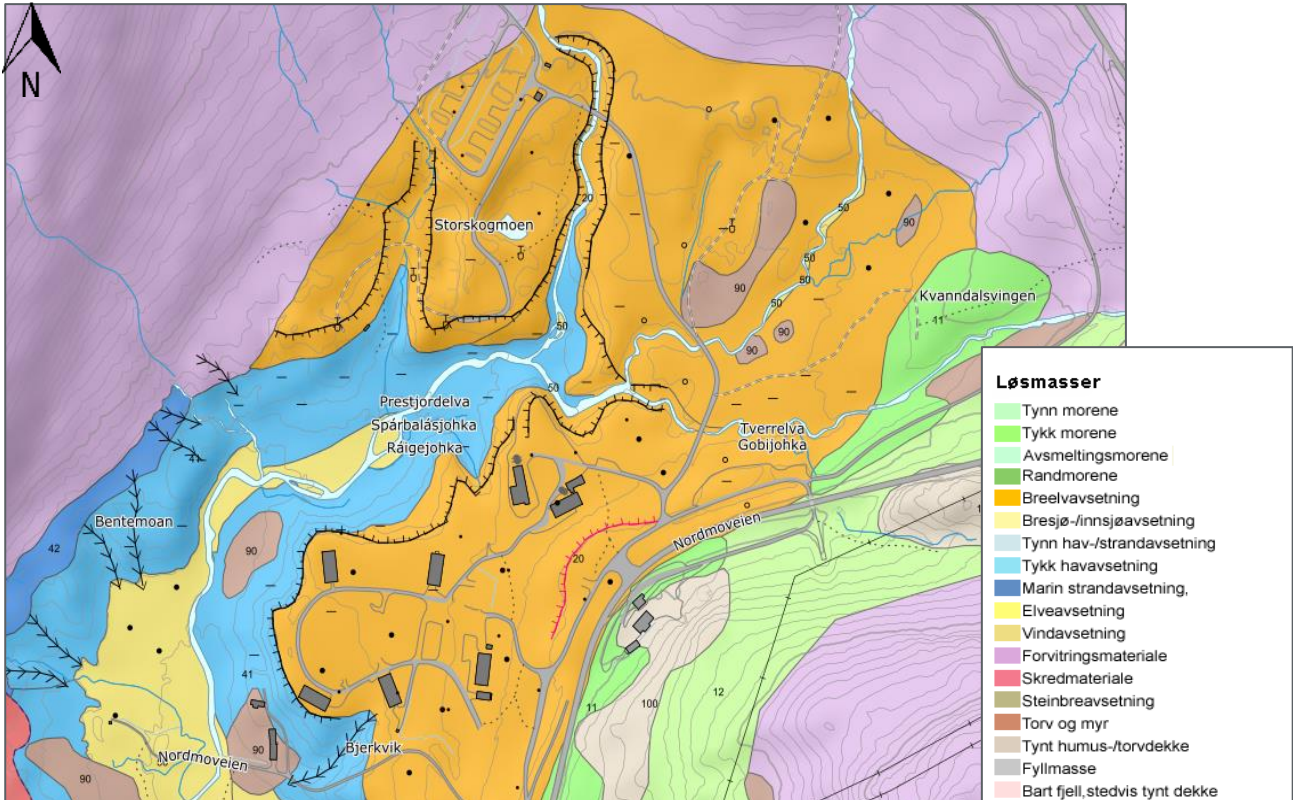 N
20
Storskogmoen
50
90
50
50
50
90
Kvanndalsvingen
11
90
90
50
50
Prestjordelva
Spárbalásjohka
Ráigejohka
Tverrelva
Gobijohka
41
Bentemoan
42
90
Nordmoveien
20
12
100
11
41
Bjerkvik
90
Nordmoveien
90
Løsmasser
Tynn morene
Tykk morene
Avsmeltingsmorene
Randmorene
Breelvavsetning
Bresjø-/innsjøavsetning
Tynn hav-/strandavsetning
Tykk havavsetning
Marin strandavsetning,
Elveavsetning
Vindavsetning
Forvitringsmateriale
Skredmateriale
Steinbreavsetning
Torv og myr
Tynt humus-/torvdekke
Fyllmasse
Bart fjell,stedvis tynt dekke